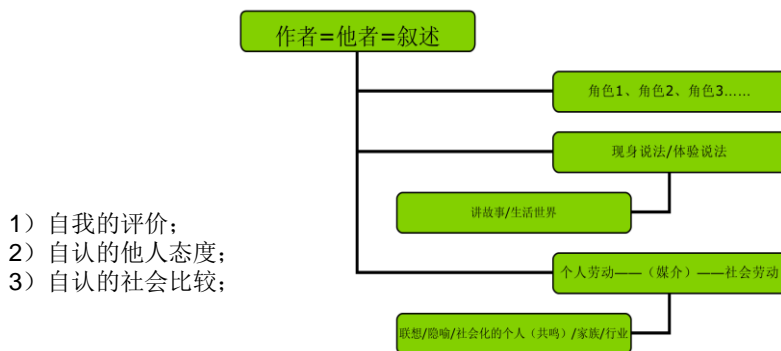 作者=他者=叙述
角色1、角色2、角色3……
现身说法/体验说法
讲故事/生活世界
1）自我的评价；
2）自认的他人态度；
3）自认的社会比较；
个人劳动——（媒介）——社会劳动
联想/隐喻/社会化的个人（共鸣）/家族/行业